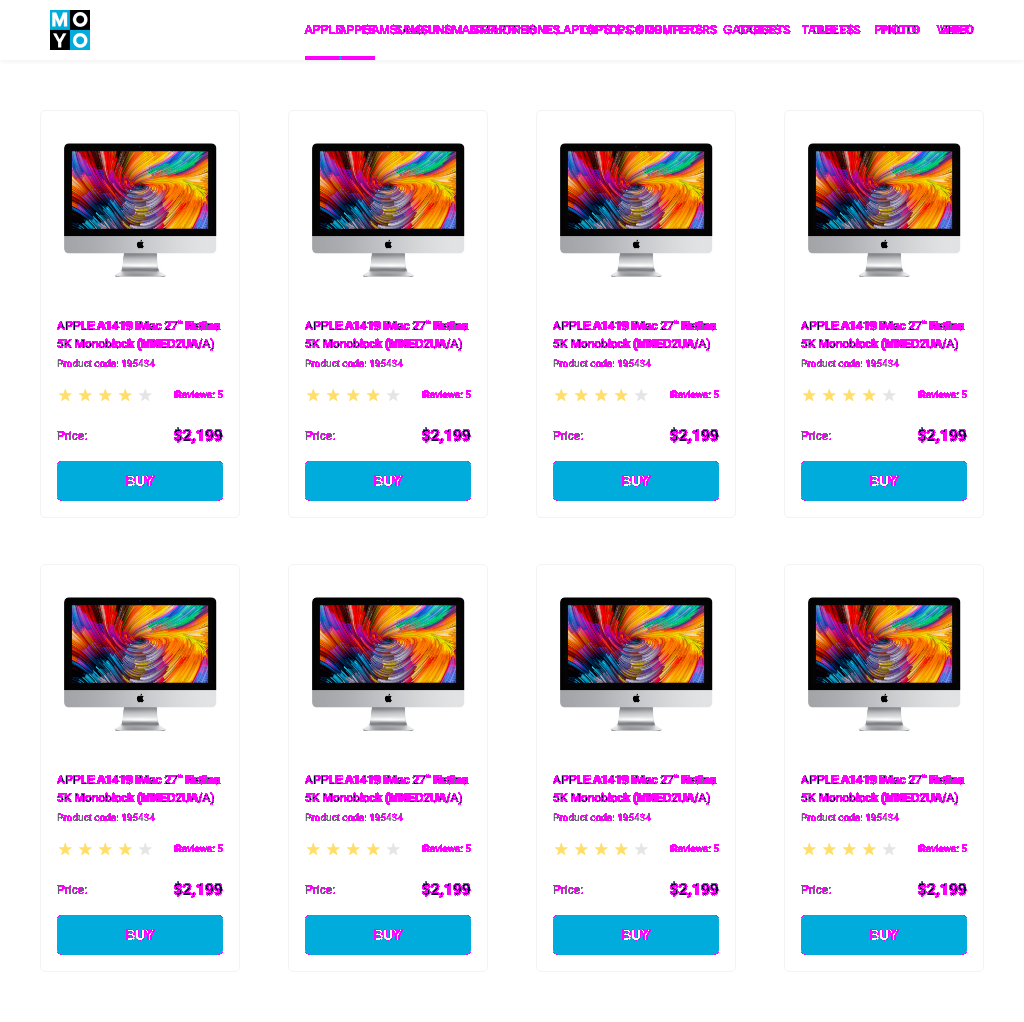 MO
YO
APPLE SAMSUNG SMARTPHONES LAPTOPS & COMPUTERS GADGETS TABLETS PHOTO VIDEO
APPLE A1419 iMac 27" Retina
5K Monoblock (MNED2UA/A)
Product code: 195434
Reviews: 5
Price: $2,199
BUY
APPLE A1419 iMac 27" Retina
5K Monoblock (MNED2UA/A)
Product code: 195434
Reviews: 5
Price: $2,199
BUY
APPLE A1419 iMac 27" Retina
5K Monoblock (MNED2UA/A)
Product code: 195434
Reviews: 5
Price: $2,199
BUY
APPLE A1419 iMac 27" Retina
5K Monoblock (MNED2UA/A)
Product code: 195434
Reviews: 5
Price: $2,199
BUY
APPLE A1419 iMac 27" Retina
5K Monoblock (MNED2UA/A)
Product code: 195434
Reviews: 5
Price: $2,199
BUY
APPLE A1419 iMac 27" Retina
5K Monoblock (MNED2UA/A)
Product code: 195434
Reviews: 5
Price: $2,199
BUY
APPLE A1419 iMac 27" Retina
5K Monoblock (MNED2UA/A)
Product code: 195434
Reviews: 5
Price: $2,199
BUY
APPLE A1419 iMac 27" Retina
5K Monoblock (MNED2UA/A)
Product code: 195434
Reviews: 5
Price: $2,199
BUY